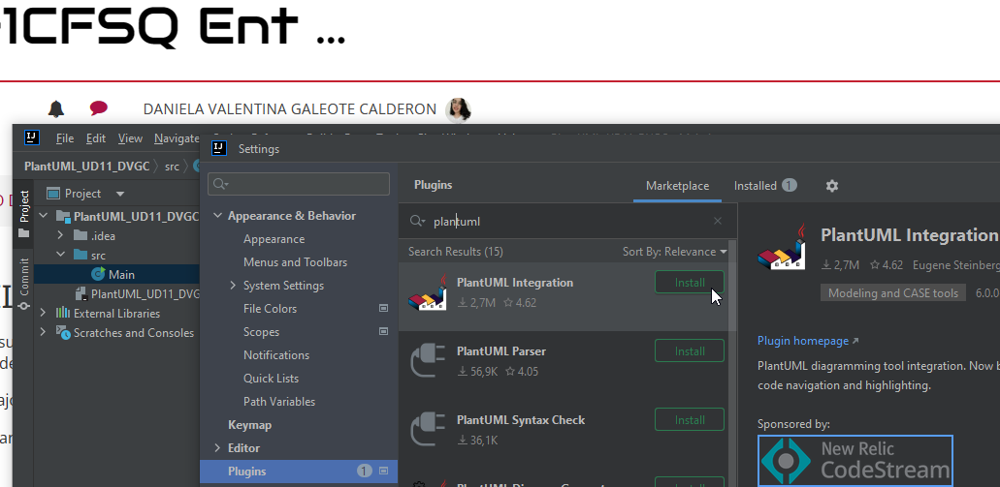 1CFSQ Ent ...
DANIELA VALENTINA GALEOTE CALDERON
File Edit View Navigate
Settings
PlantUML_UD11_DVGC src
Project
Project
Commit
PlantUML_UD11_DVGC
.idea
src
Main
PlantUML_UD11_DVG
External Libraries
Scratches and Consoles
Appearance & Behavior
Appearance
Menus and Toolbars
System Settings
File Colors
Scopes
Notifications
Quick Lists
Path Variables
Keymap
Editor
Plugins 1
Plugins
Marketplace Installed 1
plantuml
Search Results (15) Sort By: Relevance
PlantUML Integration Install
2,7M 4.62
PlantUML Parser Install
56,9K 4.05
PlantUML Syntax Check Install
36,1K
PlantUML Integration
2,7M 4.62 Eugene Steinberg
Modeling and CASE tools 6.0.0
Plugin homepage
PlantUML diagramming tool integration. Now b
code navigation and highlighting.
Sponsored by:
New Relic
CodeStream